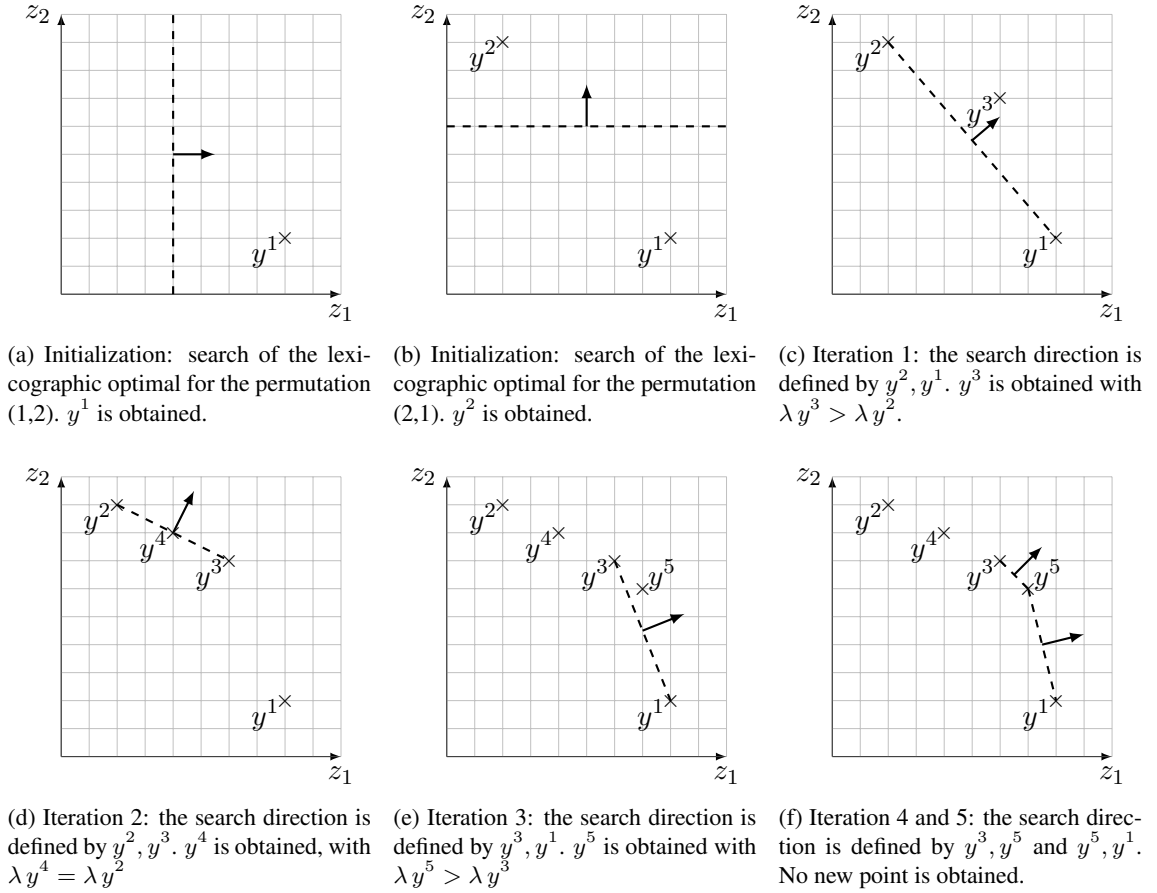 z₂
y¹
z₁
(a) Initialization: search of the lexi-
cographic optimal for the permutation
(1,2). y¹ is obtained.
z₂
y²
y¹
z₁
(b) Initialization: search of the lexi-
cographic optimal for the permutation
(2,1). y² is obtained.
z₂
y²
y³
y¹
z₁
(c) Iteration 1: the search direction is
defined by y², y¹. y³ is obtained with
λ y³ > λ y².
z₂
y²
y⁴
y³
y¹
z₁
(d) Iteration 2: the search direction is
defined by y², y³. y⁴ is obtained, with
λ y⁴ = λ y²
z₂
y²
y⁴
y³
y⁵
y¹
z₁
(e) Iteration 3: the search direction is
defined by y³, y¹. y⁵ is obtained with
λ y⁵ > λ y³
z₂
y²
y⁴
y³
y⁵
y¹
z₁
(f) Iteration 4 and 5: the search direc-
tion is defined by y³, y⁵ and y⁵, y¹.
No new point is obtained.